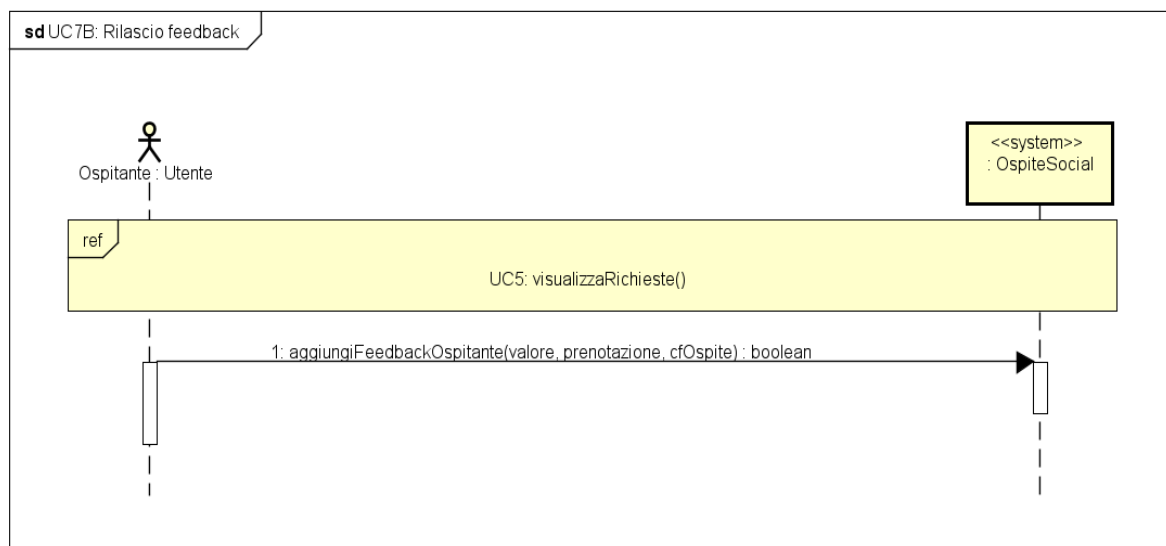 sd UC7B: Rilascio feedback
Ospitante : Utente
<<system>>
: OspiteSocial
ref
UC5: visualizzaRichieste()
1: aggiungiFeedbackOspitante(valore, prenotazione, cfOspite) : boolean